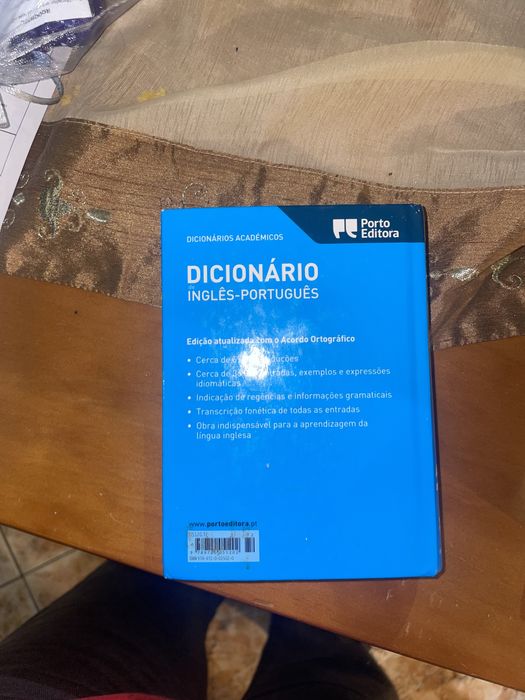 Porto
Editora
DICIONÁRIOS ACADÉMICOS
DICIONÁRIO
de
INGLÊS-PORTUGUÊS
Edição atualizada com o Acordo Ortográfico
• Cerca de
• Cerca de entradas, exemplos e expressões
idiomáticas
• Indicação de regências e informações gramaticais
• Transcrição fonética de todas as entradas
• Obra indispensável para a aprendizagem da
língua inglesa
www.portoeditora.pt